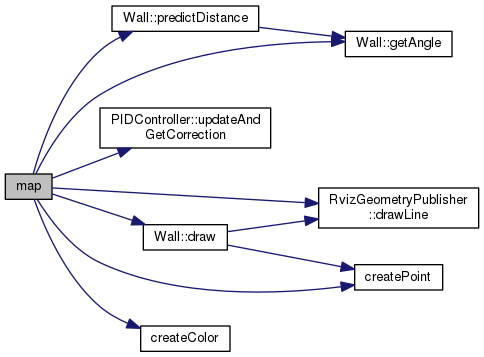 map
Wall::predictDistance
Wall::getAngle
PIDController::updateAnd
GetCorrection
RvizGeometryPublisher
::drawLine
Wall::draw
createPoint
createColor